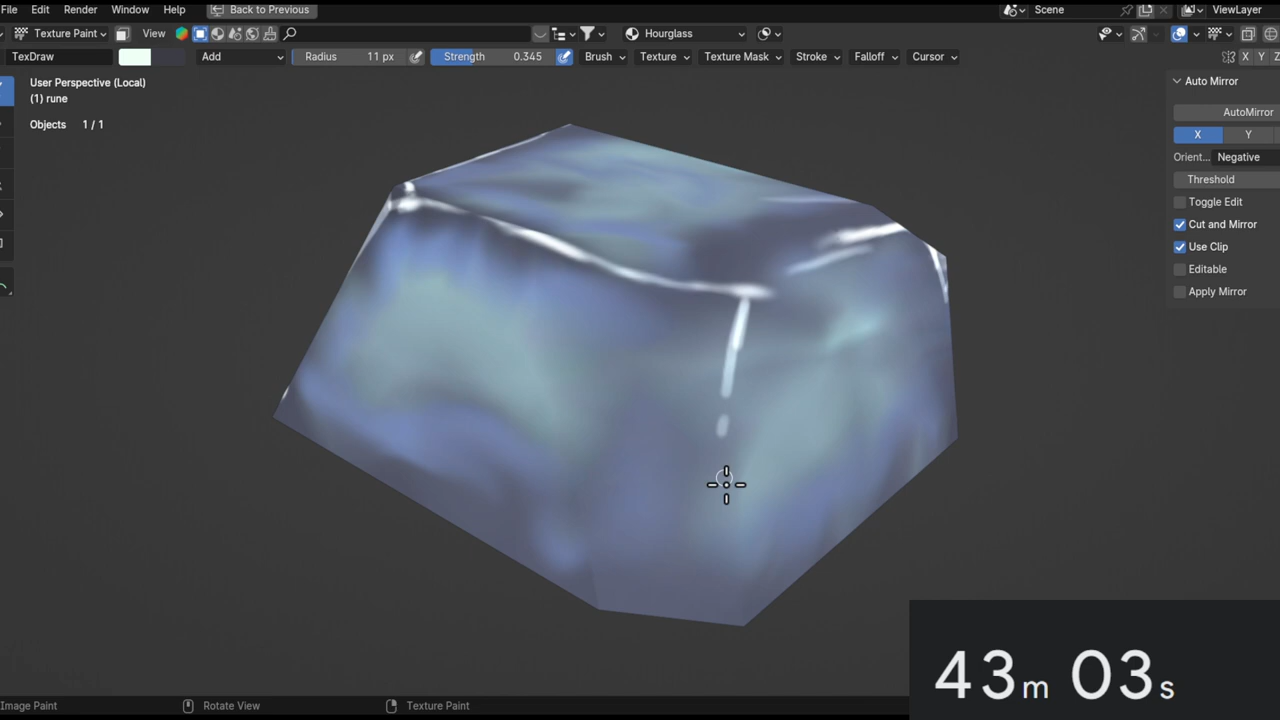 File Edit Render Window Help Back to Previous Scene ViewLayer
Texture Paint View Hourglass
TexDraw Add Radius 11 px Strength 0.345 Brush Texture Texture Mask Stroke Falloff Cursor X Y Z
User Perspective (Local)
(1) rune
Objects 1 / 1
Auto Mirror
AutoMirror
X Y
Orient... Negative
Threshold
Toggle Edit
Cut and Mirror
Use Clip
Editable
Apply Mirror
43m 03s
Image Paint Rotate View Texture Paint